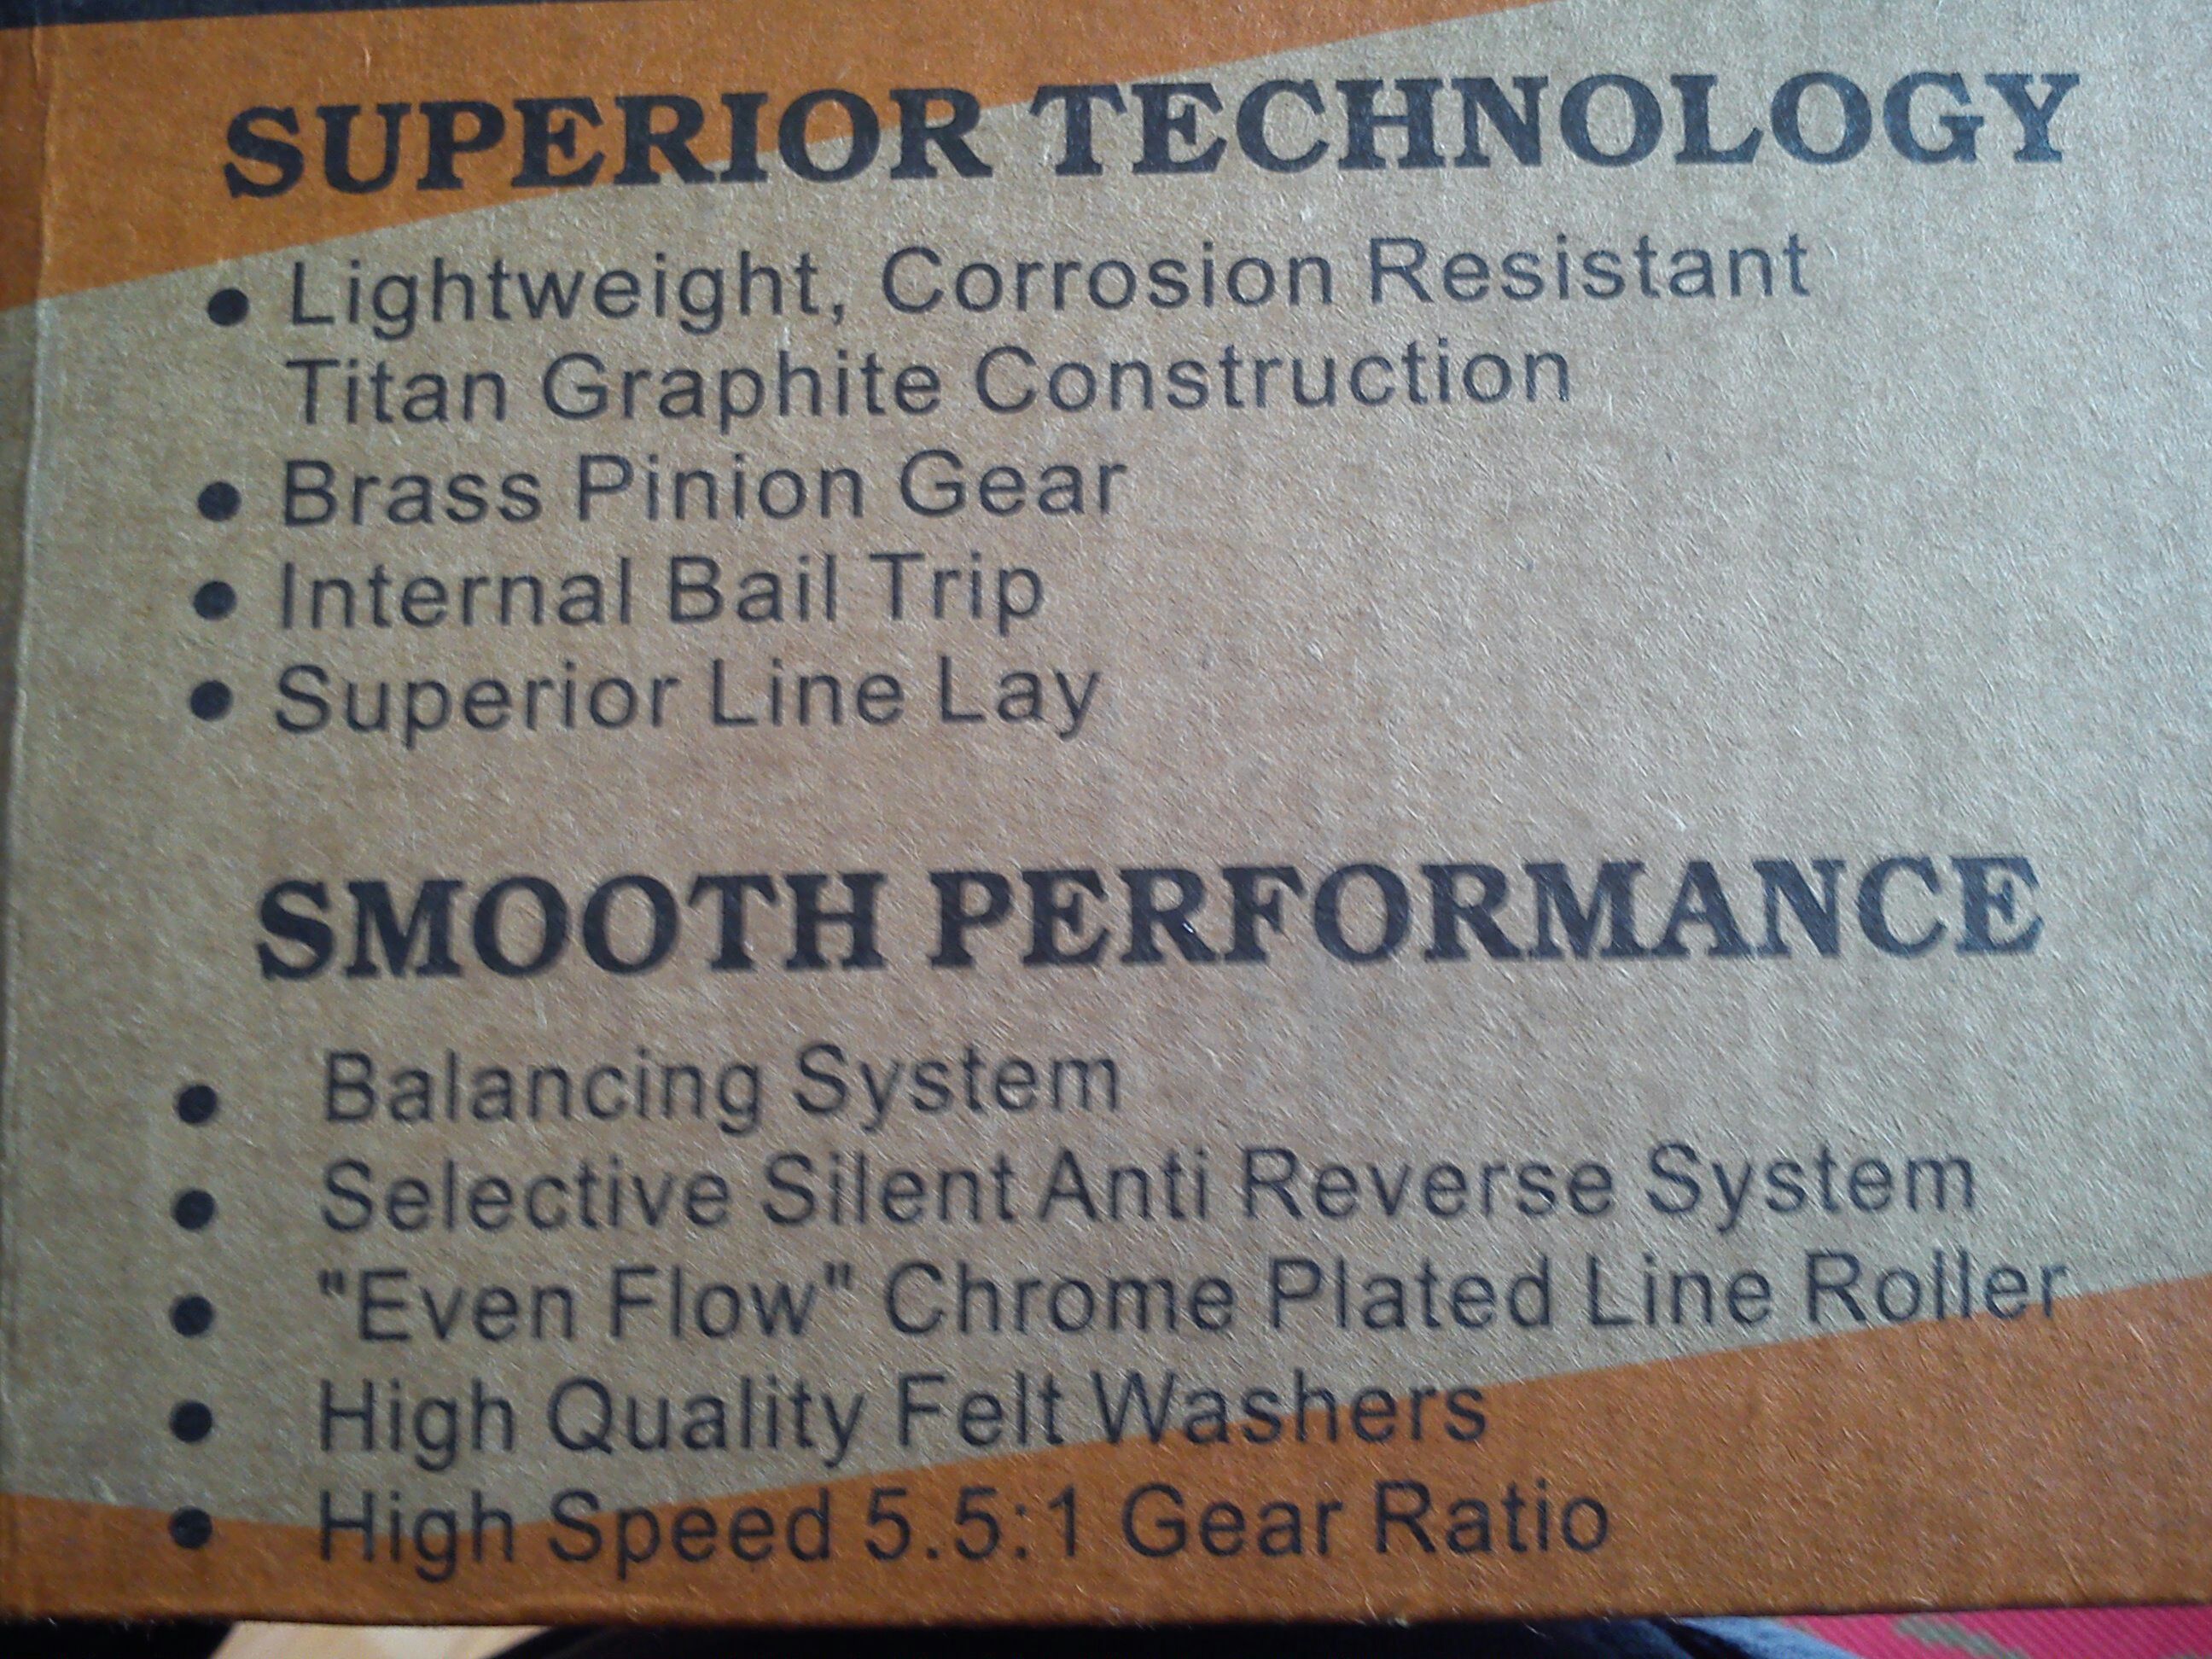 SUPERIOR TECHNOLOGY
• Lightweight, Corrosion Resistant
Titan Graphite Construction
• Brass Pinion Gear
• Internal Bail Trip
• Superior Line Lay
SMOOTH PERFORMANCE
• Balancing System
• Selective Silent Anti Reverse System
• "Even Flow" Chrome Plated Line Roller
• High Quality Felt Washers
• High Speed 5.5:1 Gear Ratio